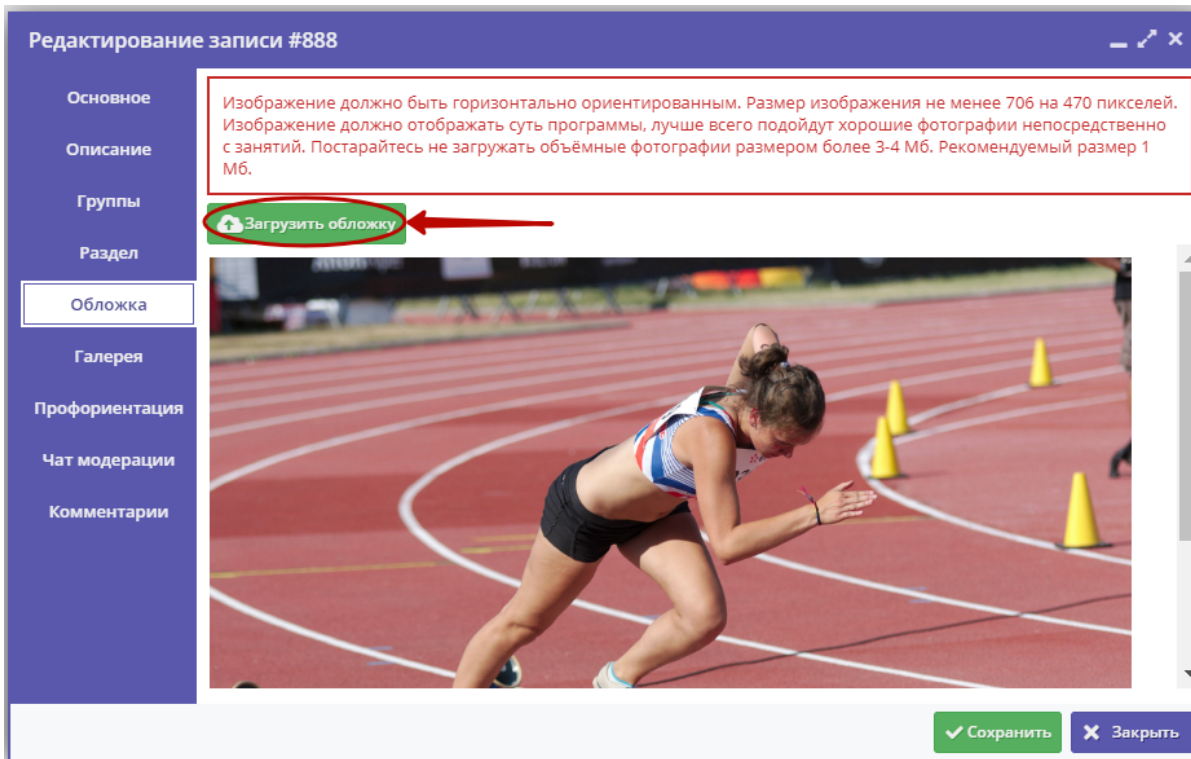 Редактирование записи #888
Основное
Описание
Группы
Раздел
Обложка
Галерея
Профориентация
Чат модерации
Комментарии
Изображение должно быть горизонтально ориентированным. Размер изображения не менее 706 на 470 пикселей.
Изображение должно отображать суть программы, лучше всего подойдут хорошие фотографии непосредственно
с занятий. Постарайтесь не загружать объёмные фотографии размером более 3-4 Мб. Рекомендуемый размер 1
Мб.
Загрузить обложку
Сохранить
Закрыть